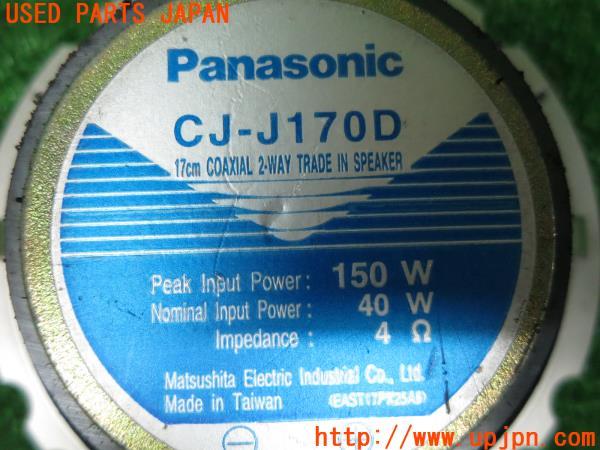 USED PARTS JAPAN
Panasonic
CJ-J170D
17cm COAXIAL 2-WAY TRADE IN SPEAKER
Peak Input Power: 150 W
Nominal Input Power: 40 W
Impedance: 4 Ω
Matsushita Electric Industrial Co., Ltd.
Made in Taiwan
http://www.upjpn.com